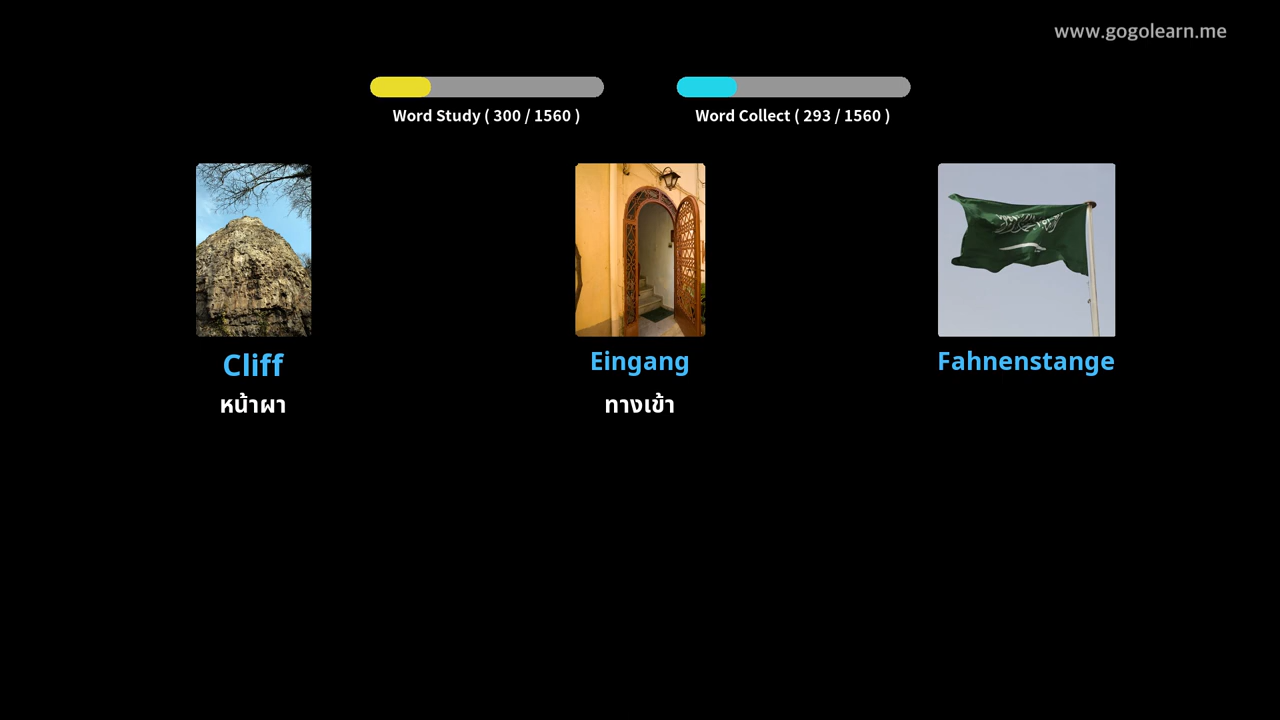 www.gogolearn.me
Word Study ( 300 / 1560 )
Word Collect ( 293 / 1560 )
Cliff
Eingang
Fahnenstange
หน้าผา
ทางเข้า